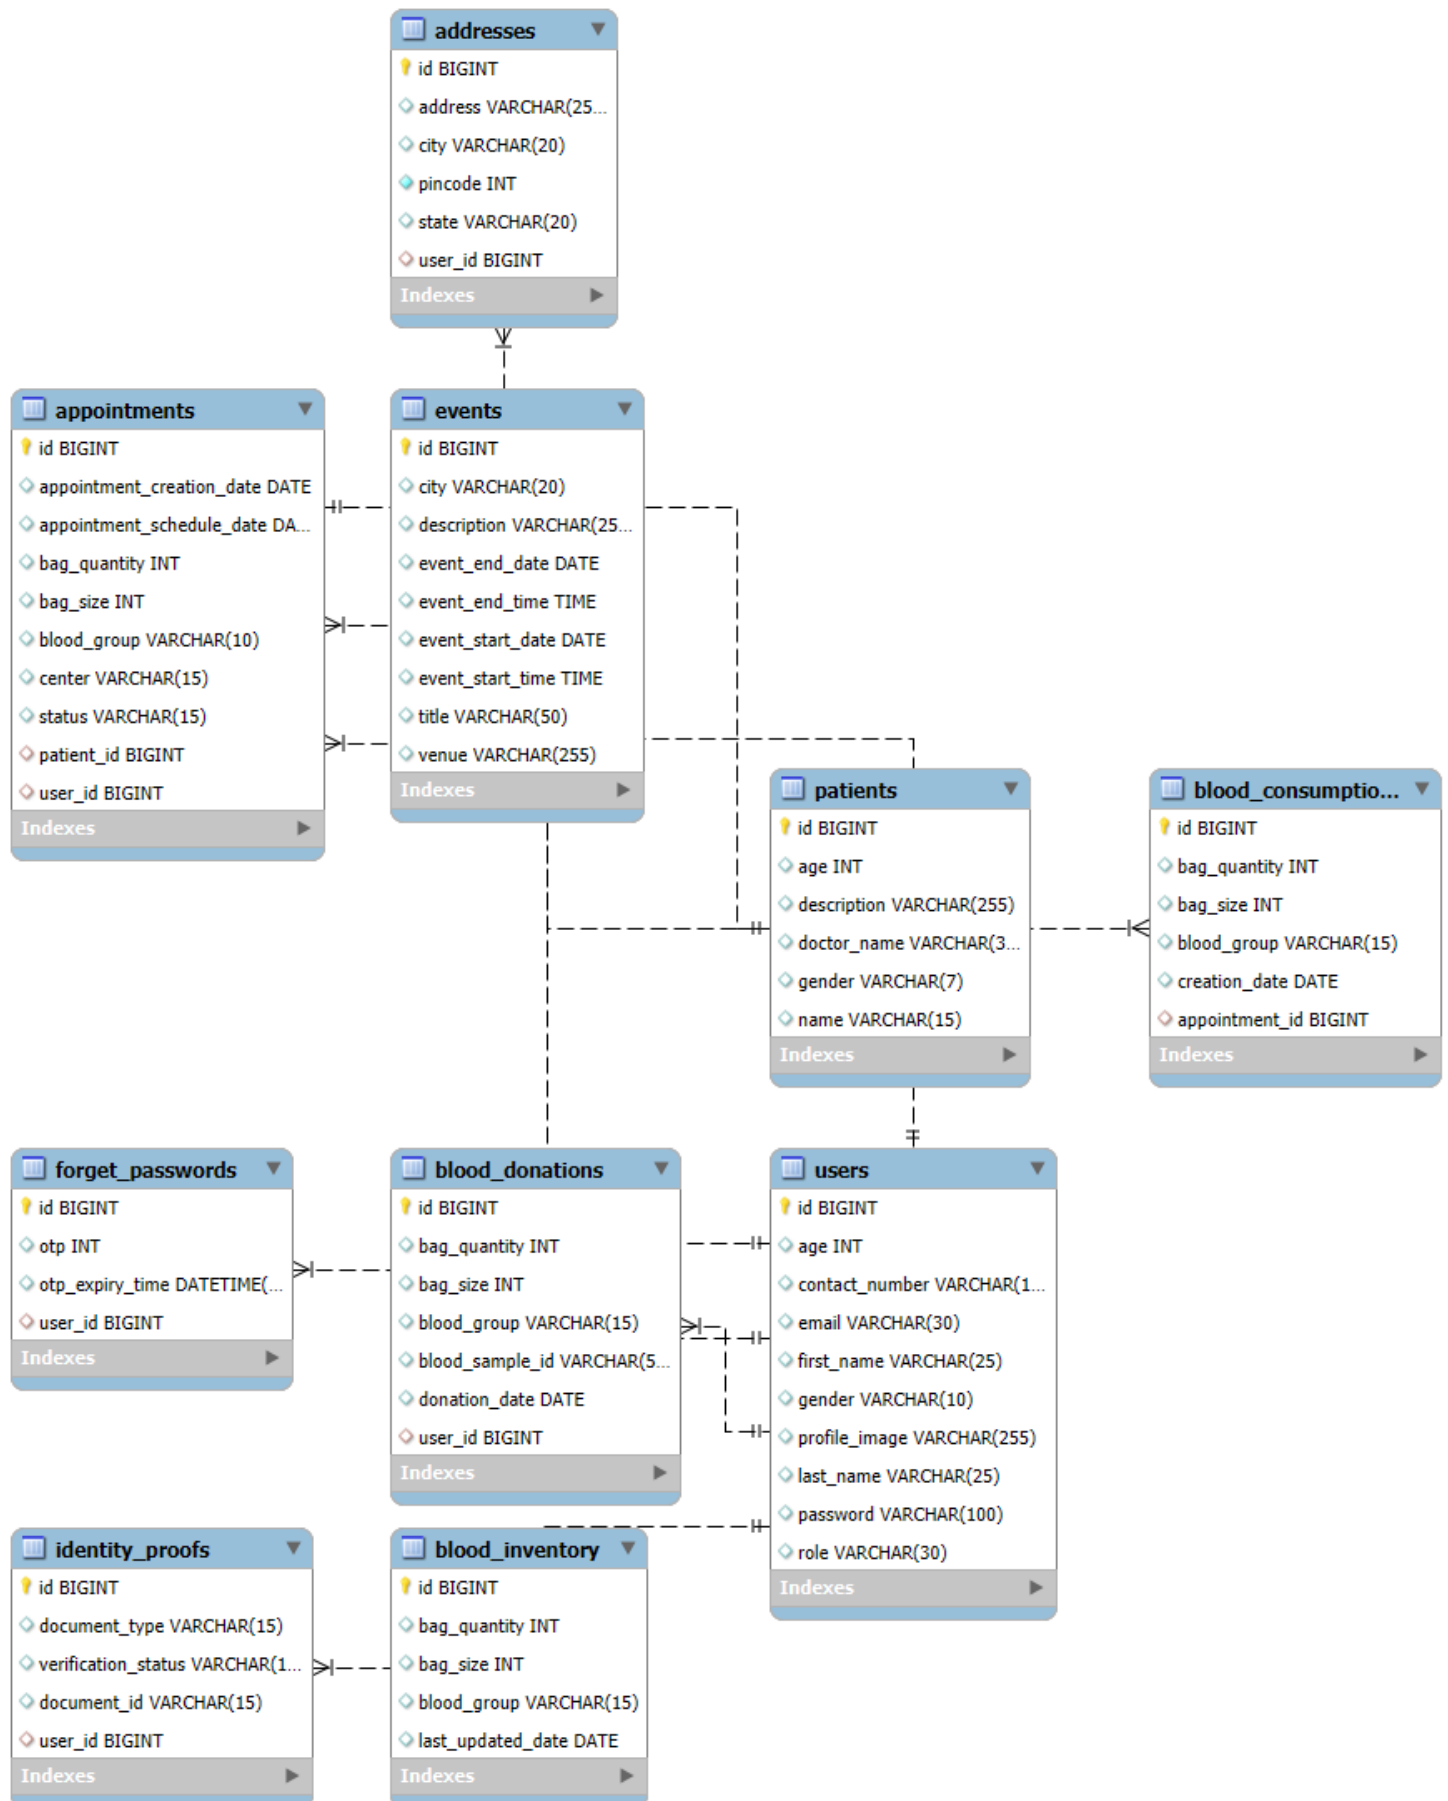 addresses
id BIGINT
address VARCHAR(25...
city VARCHAR(20)
pincode INT
state VARCHAR(20)
user_id BIGINT
Indexes
appointments
id BIGINT
appointment_creation_date DATE
appointment_schedule_date DA...
bag_quantity INT
bag_size INT
blood_group VARCHAR(10)
center VARCHAR(15)
status VARCHAR(15)
patient_id BIGINT
user_id BIGINT
Indexes
events
id BIGINT
city VARCHAR(20)
description VARCHAR(25...
event_end_date DATE
event_end_time TIME
event_start_date DATE
event_start_time TIME
title VARCHAR(50)
venue VARCHAR(255)
Indexes
patients
id BIGINT
age INT
description VARCHAR(255)
doctor_name VARCHAR(3...
gender VARCHAR(7)
name VARCHAR(15)
Indexes
blood_consumptio...
id BIGINT
bag_quantity INT
bag_size INT
blood_group VARCHAR(15)
creation_date DATE
appointment_id BIGINT
Indexes
forget_passwords
id BIGINT
otp INT
otp_expiry_time DATETIME(...
user_id BIGINT
Indexes
blood_donations
id BIGINT
bag_quantity INT
bag_size INT
blood_group VARCHAR(15)
blood_sample_id VARCHAR(5...
donation_date DATE
user_id BIGINT
Indexes
users
id BIGINT
age INT
contact_number VARCHAR(1...
email VARCHAR(30)
first_name VARCHAR(25)
gender VARCHAR(10)
profile_image VARCHAR(255)
last_name VARCHAR(25)
password VARCHAR(100)
role VARCHAR(30)
Indexes
identity_proofs
id BIGINT
document_type VARCHAR(15)
verification_status VARCHAR(1...
document_id VARCHAR(15)
user_id BIGINT
Indexes
blood_inventory
id BIGINT
bag_quantity INT
bag_size INT
blood_group VARCHAR(15)
last_updated_date DATE
Indexes